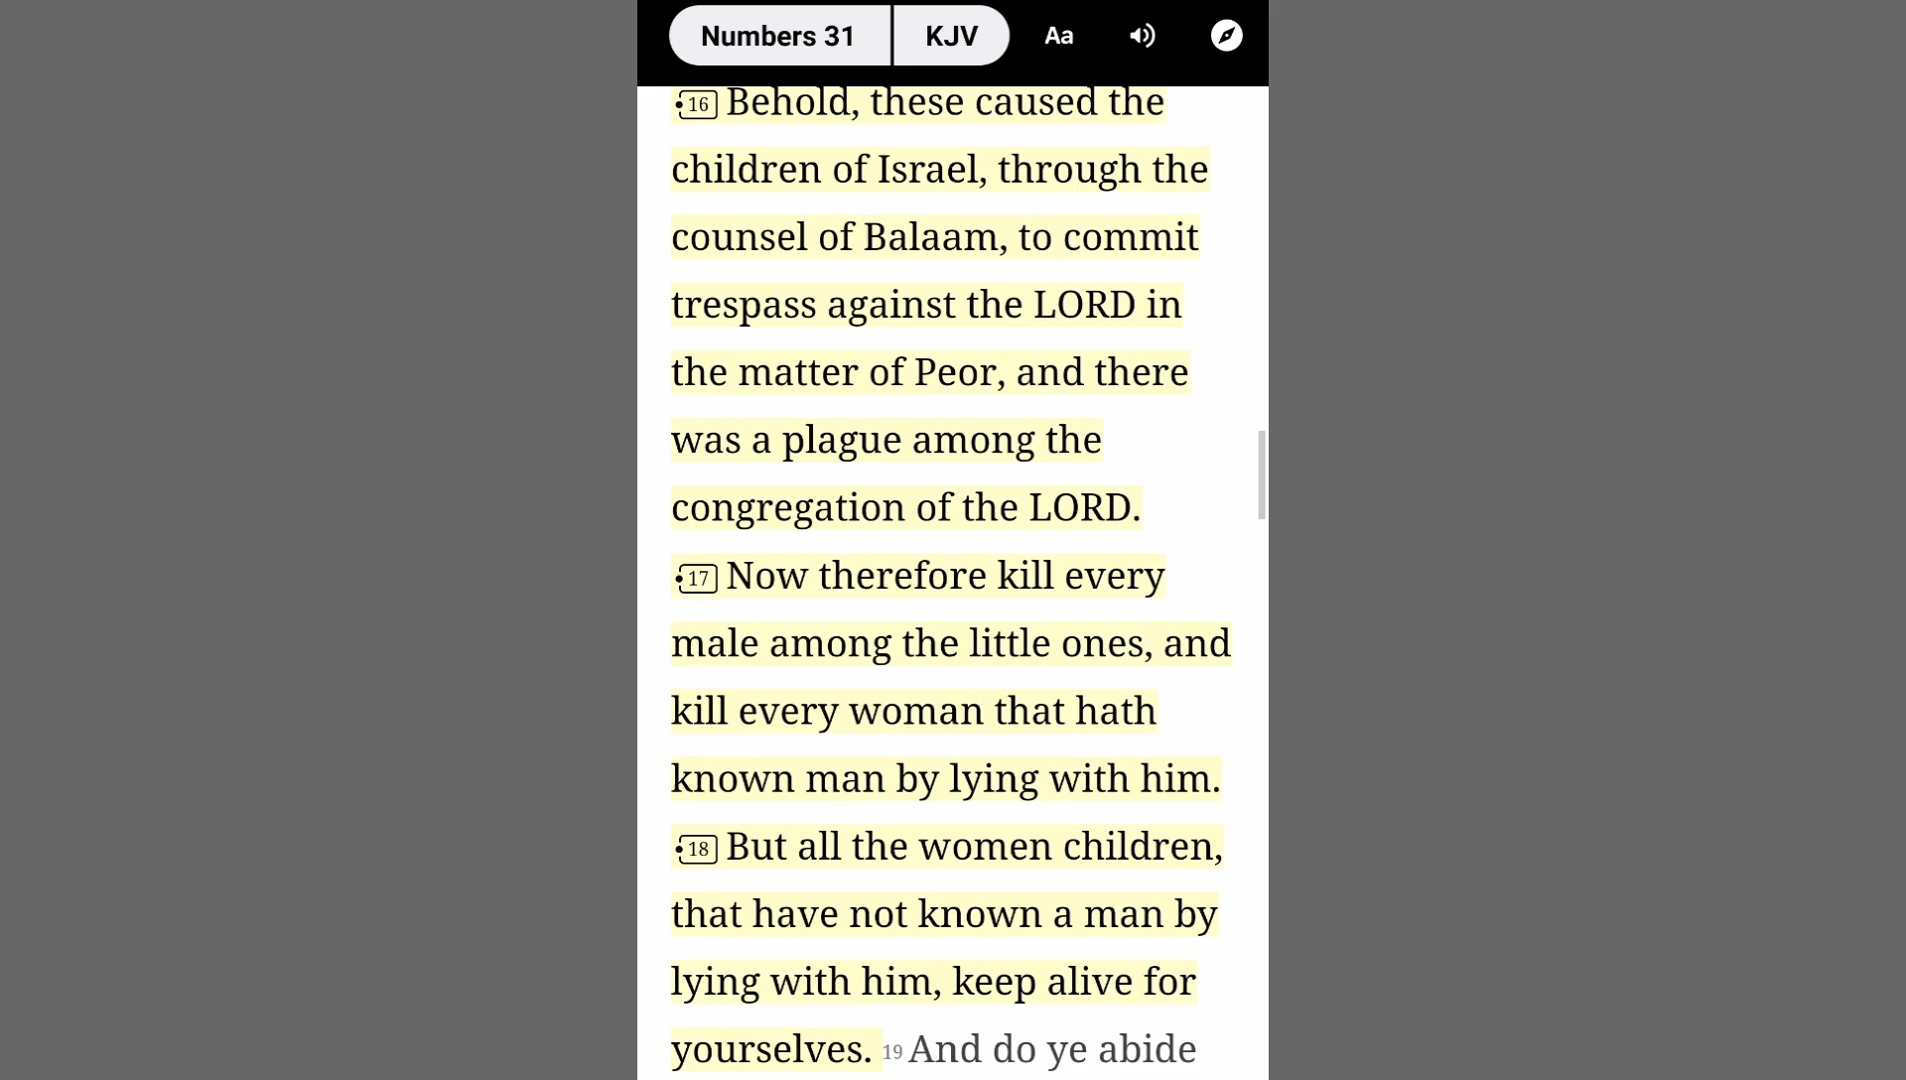 Numbers 31 KJV Aa
16 Behold, these caused the
children of Israel, through the
counsel of Balaam, to commit
trespass against the LORD in
the matter of Peor, and there
was a plague among the
congregation of the LORD.
17 Now therefore kill every
male among the little ones, and
kill every woman that hath
known man by lying with him.
18 But all the women children,
that have not known a man by
lying with him, keep alive for
yourselves. 19 And do ye abide